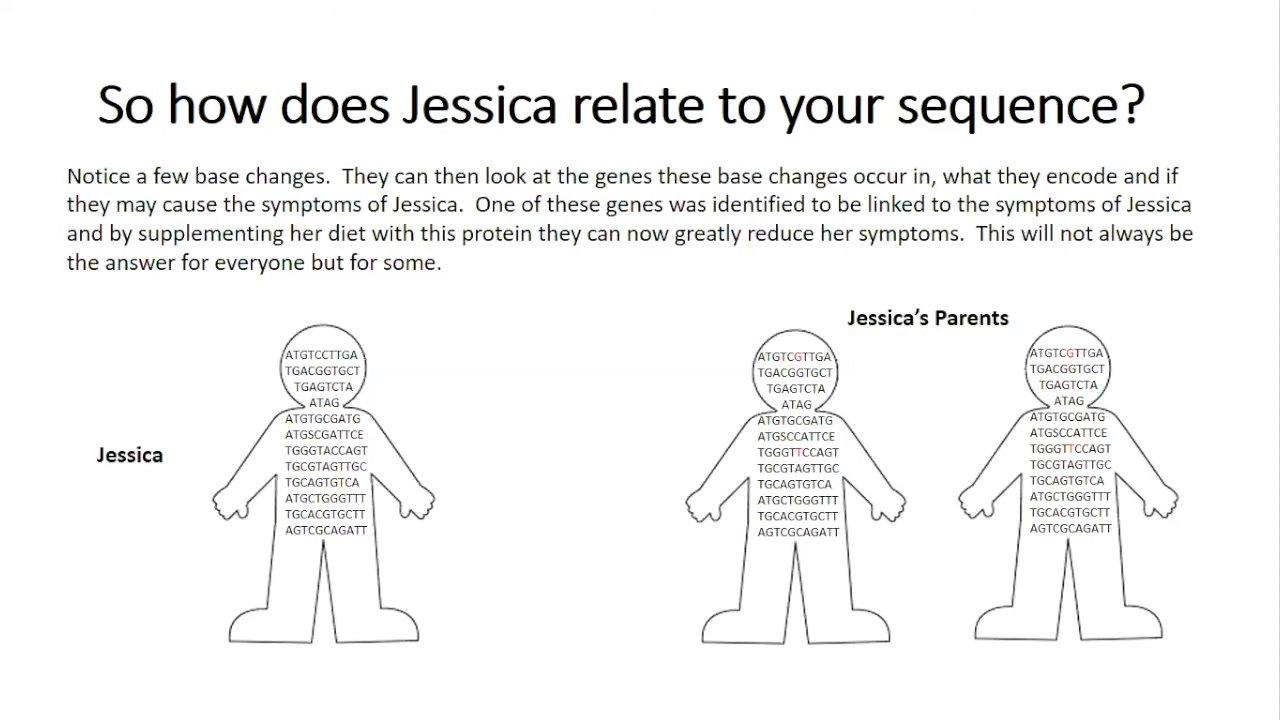 So how does Jessica relate to your sequence?
Notice a few base changes.  They can then look at the genes these base changes occur in, what they encode and if
they may cause the symptoms of Jessica.  One of these genes was identified to be linked to the symptoms of Jessica
and by supplementing her diet with this protein they can now greatly reduce her symptoms.  This will not always be
the answer for everyone but for some.
Jessica
ATGTCCTTGA
TGACGGTGCT
TGAGTCTA
ATAG
ATGTGCGATG
ATGSCGATTCE
TGGGTACCAGT
TGCGTAGTTGC
TGCAGTGTCA
ATGCTGGGTTT
TGCACGTGCTT
AGTCGCAGATT
Jessica's Parents
ATGTCGTTGA
TGACGGTGCT
TGAGTCTA
ATAG
ATGTGCGATG
ATGSCCATTCE
TGGGTTCCAGT
TGCGTAGTTGC
TGCAGTGTCA
ATGCTGGGTTT
TGCACGTGCTT
AGTCGCAGATT
ATGTCGTTGA
TGACGGTGCT
TGAGTCTA
ATAG
ATGTGCGATG
ATGSCCATTCE
TGGGTTCCAGT
TGCGTAGTTGC
TGCAGTGTCA
ATGCTGGGTTT
TGCACGTGCTT
AGTCGCAGATT